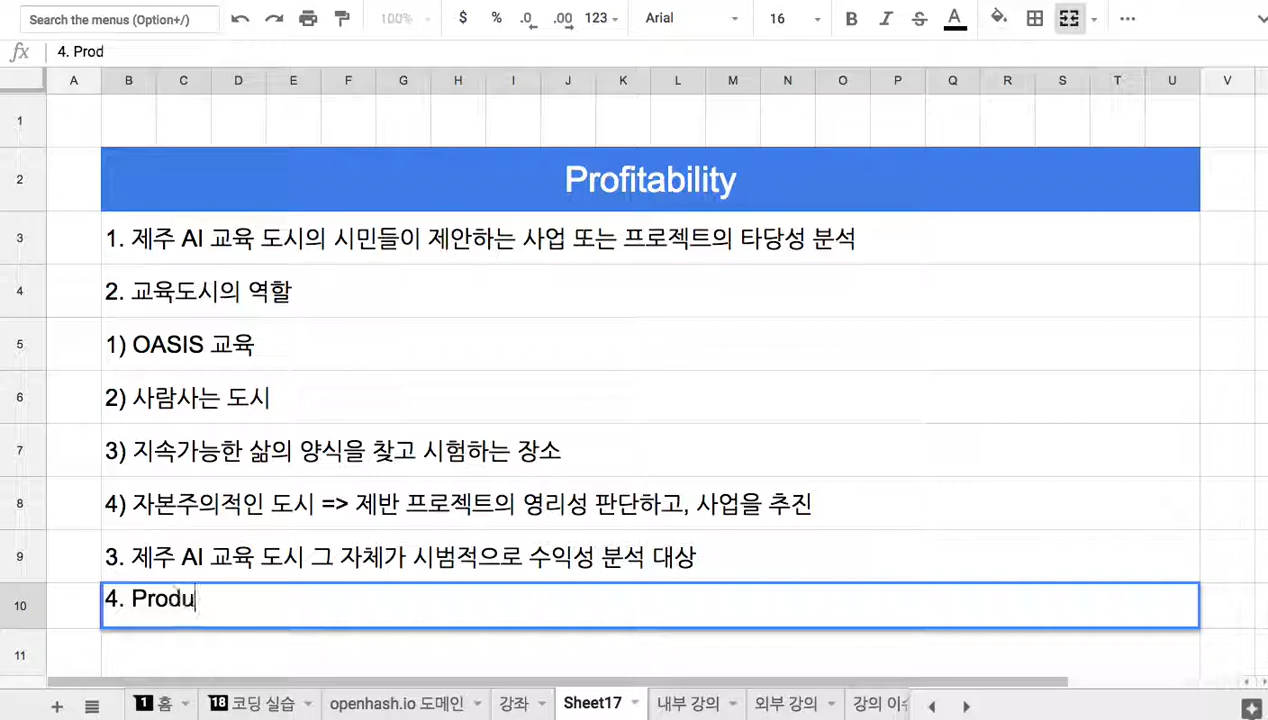 Search the menus (Option+/) 100% $ % .0 .00 123 Arial 16 B I S A ...
fx 4. Prod
A B C D E F G H I J K L M N O P Q R S T U V
1
2 Profitability
3 1. 제주 AI 교육 도시의 시민들이 제안하는 사업 또는 프로젝트의 타당성 분석
4 2. 교육도시의 역할
5 1) OASIS 교육
6 2) 사람사는 도시
7 3) 지속가능한 삶의 양식을 찾고 시험하는 장소
8 4) 자본주의적인 도시 => 제반 프로젝트의 영리성 판단하고, 사업을 추진
9 3. 제주 AI 교육 도시 그 자체가 시범적으로 수익성 분석 대상
10 4. Produ
11
+ 1 홈 18 코딩 실습 openhash.io 도메인 강좌 Sheet17 내부 강의 외부 강의 강의